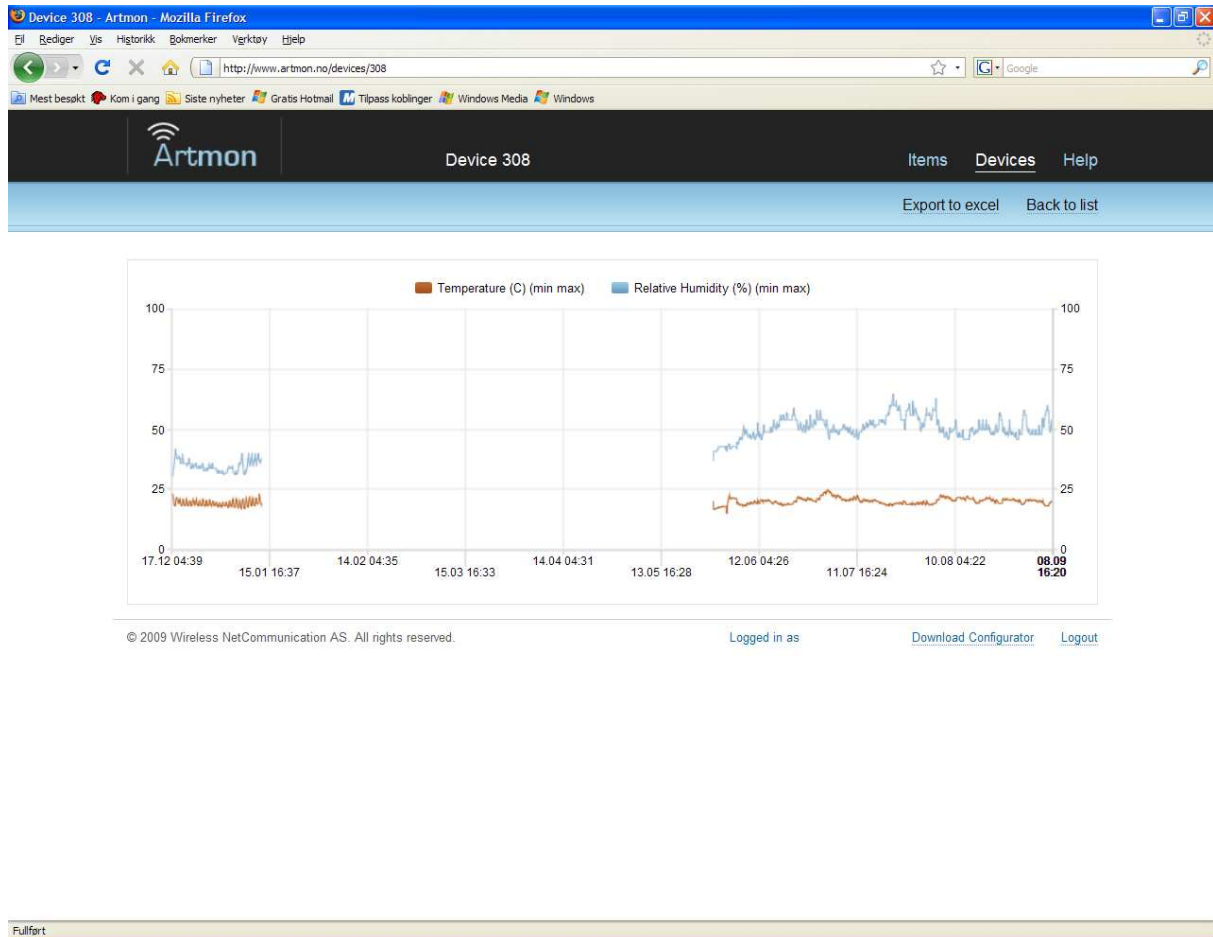 Device 308 - Artmon - Mozilla Firefox
Fil Rediger Vis Historikk Bokmerker Verktøy Hjelp
http://www.artmon.no/devices/308
G Google
Mest besøkt Kom i gang Siste nyheter Gratis Hotmail Tilpass koblinger Windows Media Windows
Artmon
Device 308
Items Devices Help
Export to excel Back to list
Temperature (C) (min max) Relative Humidity (%) (min max)
100 100
75 75
50 50
25 25
0 0
17.12 04:39 14.02 04:35 14.04 04:31 12.06 04:26 10.08 04:22 08.09
15.01 16:37 15.03 16:33 13.05 16:28 11.07 16:24 16:20
© 2009 Wireless NetCommunication AS. All rights reserved. Logged in as Download Configurator Logout
Fullført